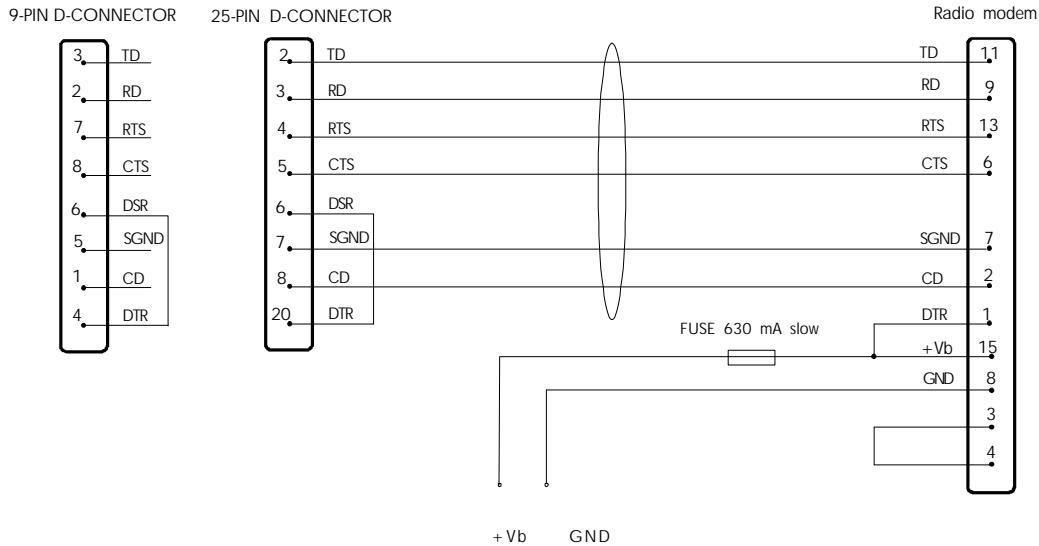 9-PIN D-CONNECTOR 25-PIN D-CONNECTOR Radio modem
3 TD 2 TD TD 11
2 RD 3 RD RD 9
7 RTS 4 RTS RTS 13
8 CTS 5 CTS CTS 6
6 DSR 6 DSR
5 SGND 7 SGND SGND 7
1 CD 8 CD CD 2
4 DTR 20 DTR DTR 1
FUSE 630 mA slow
+Vb 15
GND 8
3
4
+Vb GND